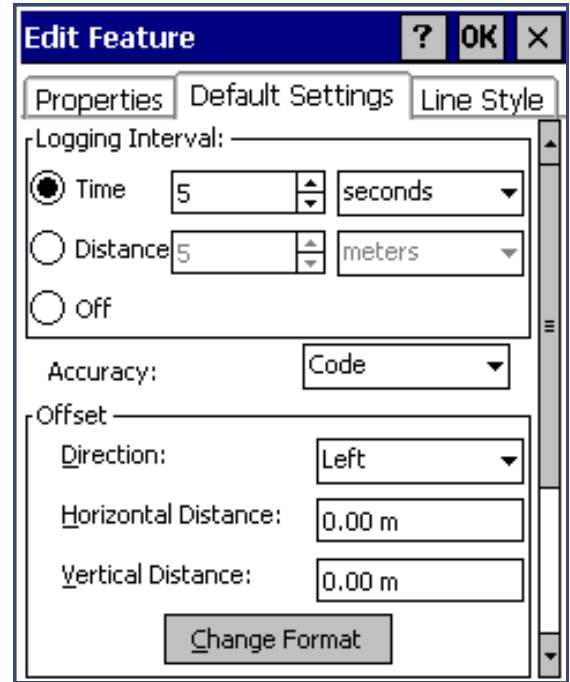 Edit Feature ? OK ×
Properties Default Settings Line Style
Logging Interval:
Time 5 seconds
Distance 5 meters
Off
Accuracy: Code
Offset
Direction: Left
Horizontal Distance: 0.00 m
Vertical Distance: 0.00 m
Change Format